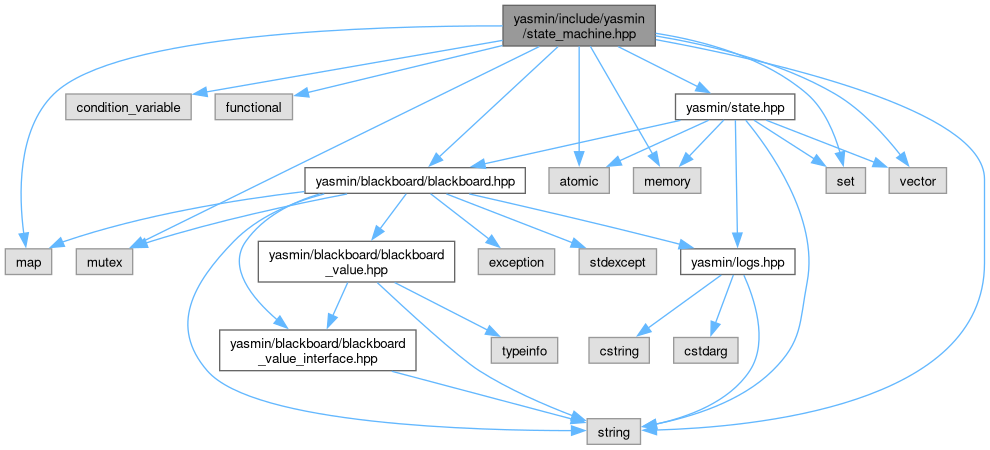 yasmin/include/yasmin
/state_machine.hpp
condition_variable
functional
yasmin/state.hpp
yasmin/blackboard/blackboard.hpp
atomic
memory
set
vector
map
mutex
yasmin/blackboard/blackboard
_value.hpp
exception
stdexcept
yasmin/logs.hpp
yasmin/blackboard/blackboard
_value_interface.hpp
typeinfo
cstring
cstdarg
string